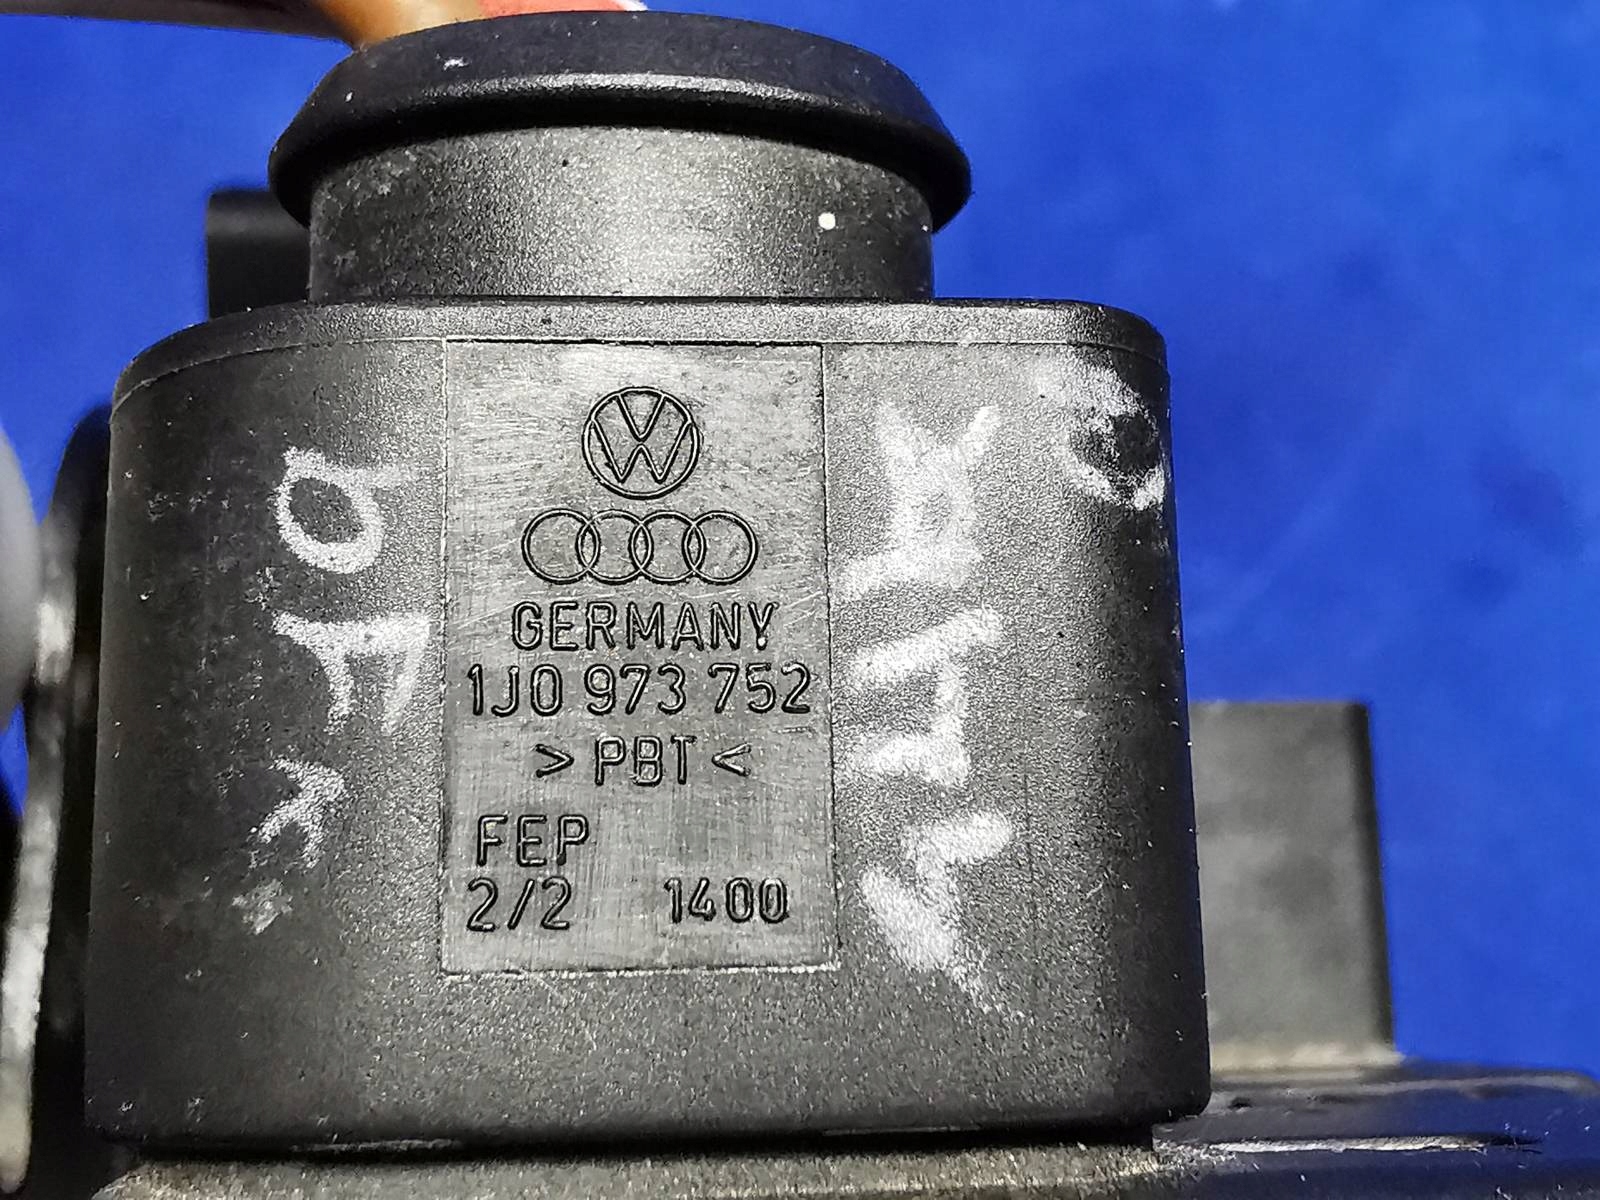 GERMANY
1J0 973 752
> PBT <
FEP
2/2 1400